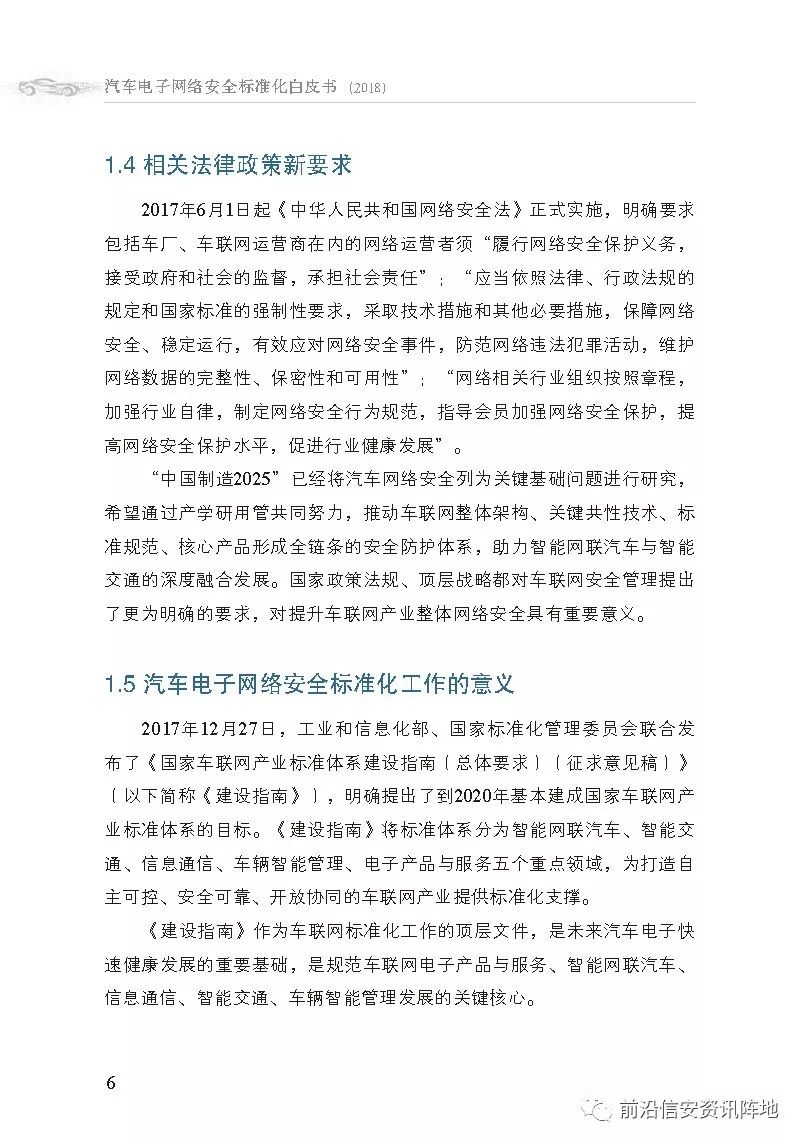 汽车电子网络安全标准化白皮书 (2018)
1.4 相关法律政策新要求
2017年6月1日起《中华人民共和国网络安全法》正式实施，明确要求
包括车厂、车联网运营商在内的网络运营者须“履行网络安全保护义务，
接受政府和社会的监督，承担社会责任”；“应当依照法律、行政法规的
规定和国家标准的强制性要求，采取技术措施和其他必要措施，保障网络
安全、稳定运行，有效应对网络安全事件，防范网络违法犯罪活动，维护
网络数据的完整性、保密性和可用性”；“网络相关行业组织按照章程，
加强行业自律，制定网络安全行为规范，指导会员加强网络安全保护，提
高网络安全保护水平，促进行业健康发展”。
“中国制造2025”已经将汽车网络安全列为关键基础问题进行研究，
希望通过产学研用管共同努力，推动车联网整体架构、关键共性技术、标
准规范、核心产品形成全链条的安全防护体系，助力智能网联汽车与智能
交通的深度融合发展。国家政策法规、顶层战略都对车联网安全管理提出
了更为明确的要求，对提升车联网产业整体网络安全具有重要意义。
1.5 汽车电子网络安全标准化工作的意义
2017年12月27日，工业和信息化部、国家标准化管理委员会联合发
布了《国家车联网产业标准体系建设指南（总体要求）（征求意见稿）》
（以下简称《建设指南》），明确提出了到2020年基本建成国家车联网产
业标准体系的目标。《建设指南》将标准体系分为智能网联汽车、智能交
通、信息通信、车辆智能管理、电子产品与服务五个重点领域，为打造自
主可控、安全可靠、开放协同的车联网产业提供标准化支撑。
《建设指南》作为车联网标准化工作的顶层文件，是未来汽车电子快
速健康发展的重要基础，是规范车联网电子产品与服务、智能网联汽车、
信息通信、智能交通、车辆智能管理发展的关键核心。
6
前沿信安资讯阵地